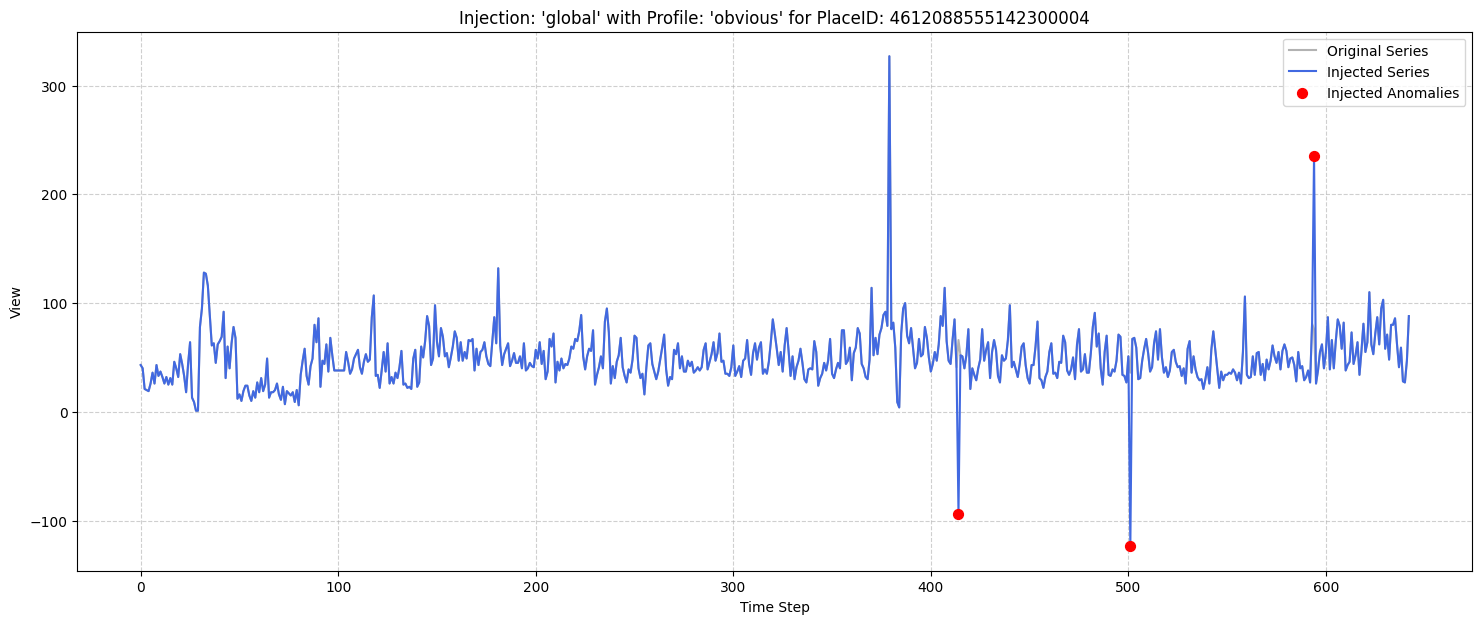 Injection: 'global' with Profile: 'obvious' for PlaceID: 4612088555142300004
Original Series
Injected Series
Injected Anomalies
View
300
200
100
0
−100
0 100 200 300 400 500 600
Time Step